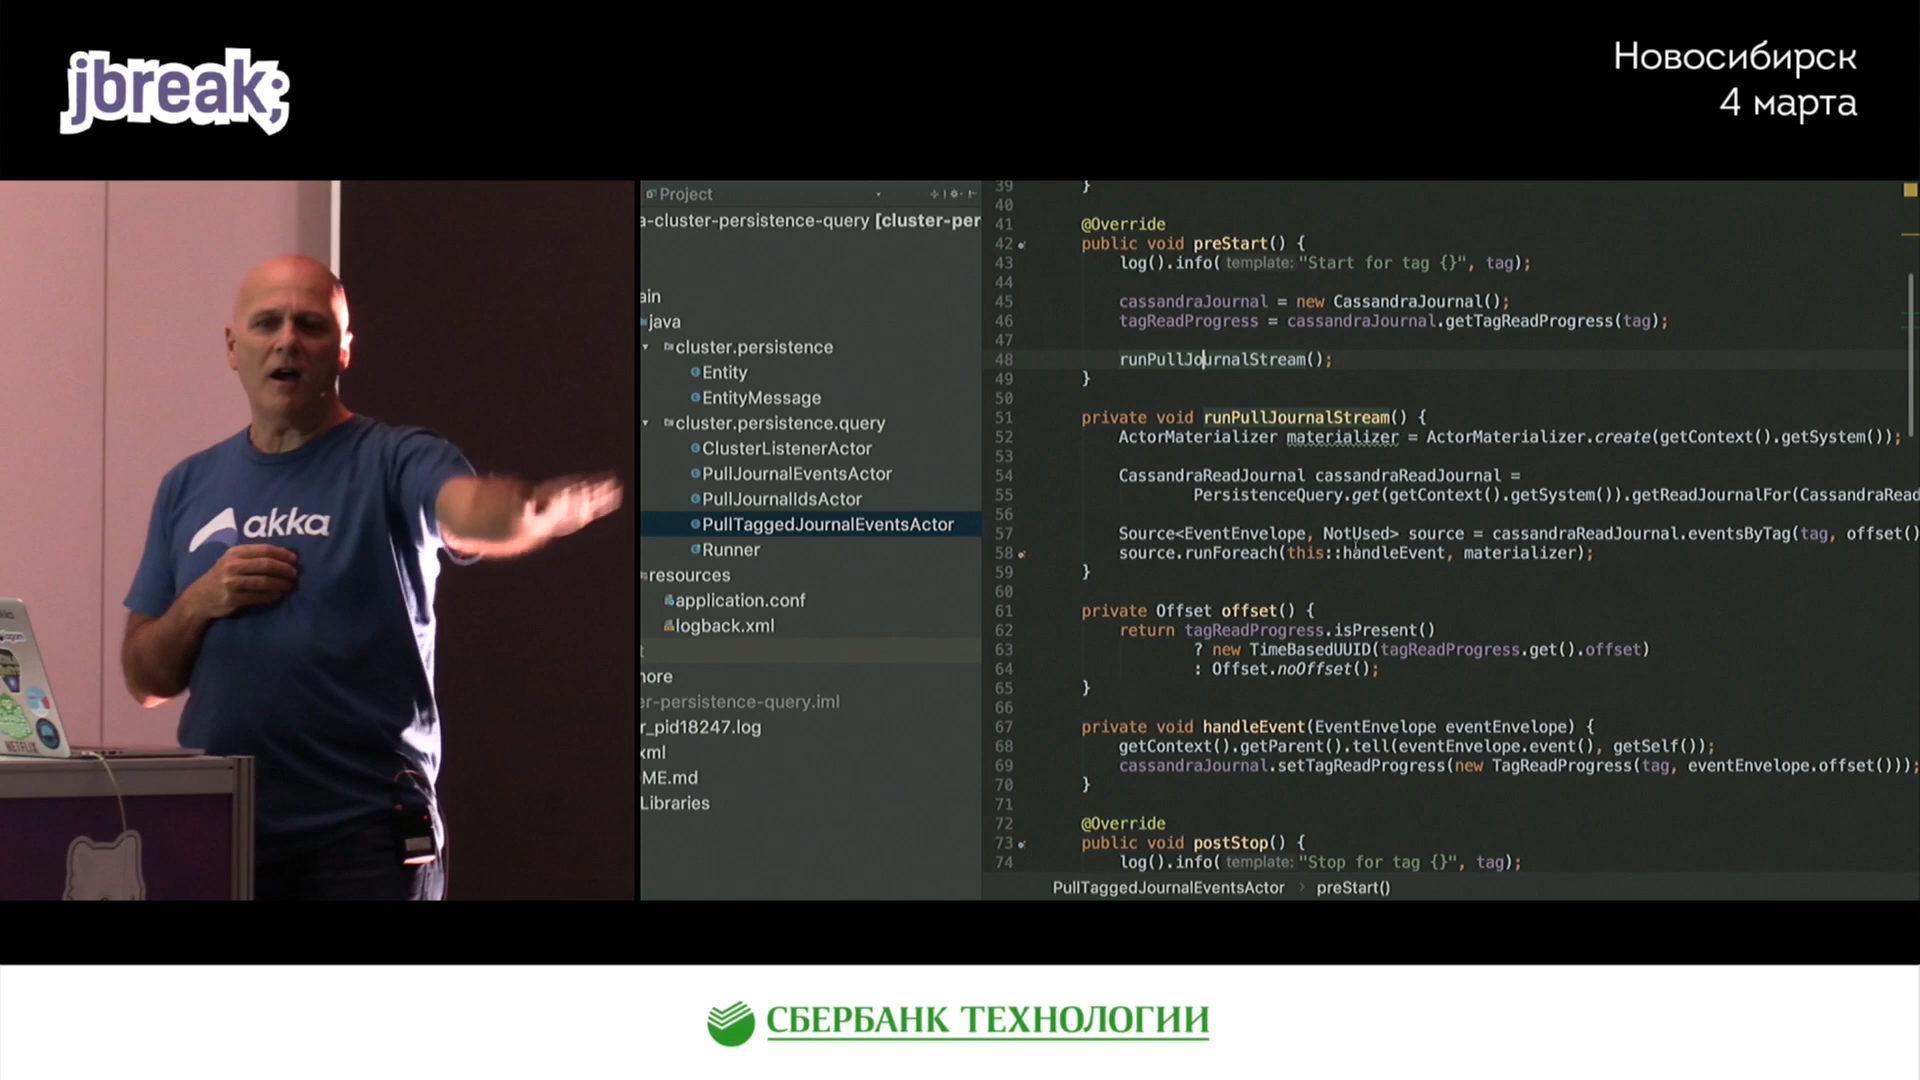 jbreak;
Новосибирск
4 марта
akka
NETFLIX
Project
a-cluster-persistence-query [cluster-per
ain
java
cluster.persistence
Entity
EntityMessage
cluster.persistence.query
ClusterListenerActor
PullJournalEventsActor
PullJournalIdsActor
PullTaggedJournalEventsActor
Runner
resources
application.conf
logback.xml
t
nore
er-persistence-query.iml
r_pid18247.log
xml
ME.md
Libraries
39 }
40
41 @Override
42 public void preStart() {
43 log().info( template: "Start for tag {}", tag);
44
45 cassandraJournal = new CassandraJournal();
46 tagReadProgress = cassandraJournal.getTagReadProgress(tag);
47
48 runPullJournalStream();
49 }
50
51 private void runPullJournalStream() {
52 ActorMaterializer materializer = ActorMaterializer.create(getContext().getSystem());
53
54 CassandraReadJournal cassandraReadJournal =
55 PersistenceQuery.get(getContext().getSystem()).getReadJournalFor(CassandraRead
56
57 Source<EventEnvelope, NotUsed> source = cassandraReadJournal.eventsByTag(tag, offset()
58 source.runForeach(this::handleEvent, materializer);
59 }
60
61 private Offset offset() {
62 return tagReadProgress.isPresent()
63 ? new TimeBasedUUID(tagReadProgress.get().offset)
64 : Offset.noOffset();
65 }
66
67 private void handleEvent(EventEnvelope eventEnvelope) {
68 getContext().getParent().tell(eventEnvelope.event(), getSelf());
69 cassandraJournal.setTagReadProgress(new TagReadProgress(tag, eventEnvelope.offset()));
70 }
71
72 @Override
73 public void postStop() {
74 log().info( template: "Stop for tag {}", tag);
PullTaggedJournalEventsActor › preStart()
СБЕРБАНК ТЕХНОЛОГИИ